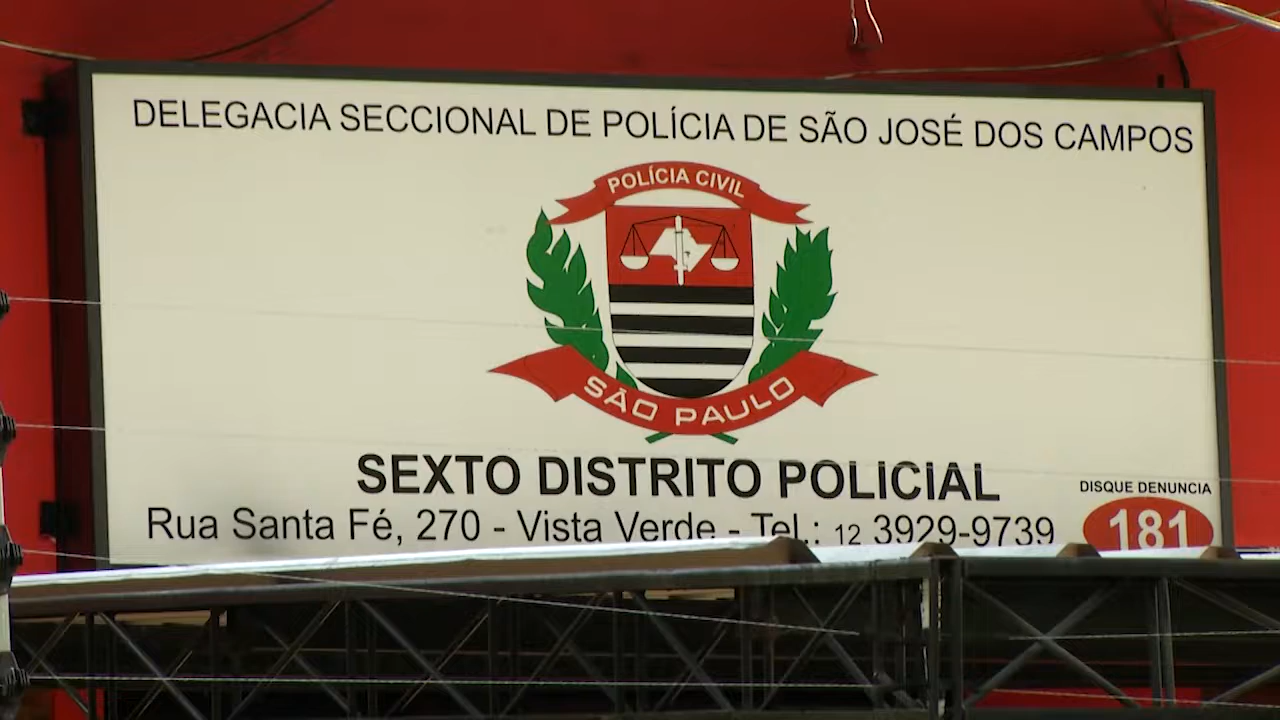 DELEGACIA SECCIONAL DE POLÍCIA DE SÃO JOSÉ DOS CAMPOS
POLÍCIA CIVIL
SÃO PAULO
SEXTO DISTRITO POLICIAL
Rua Santa Fé, 270 - Vista Verde - Tel.: 12 3929-9739
DISQUE DENUNCIA
181